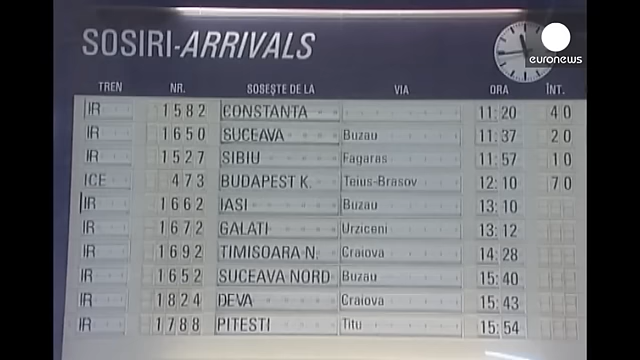 SOSIRI-ARRIVALS
euronews
TREN NR. SOSEȘTE DE LA VIA ORA ÎNT.
IR 1582 CONSTANTA 11:20 40
IR 1650 SUCEAVA Buzau 11:37 20
IR 1527 SIBIU Fagaras 11:57 10
ICE 473 BUDAPEST K. Teius-Brasov 12:10 70
IR 1662 IASI Buzau 13:10
IR 1672 GALATI Urziceni 13:12
IR 1692 TIMISOARA N. Craiova 14:28
IR 1652 SUCEAVA NORD Buzau 15:40
IR 1824 DEVA Craiova 15:43
IR 1788 PITESTI Titu 15:54